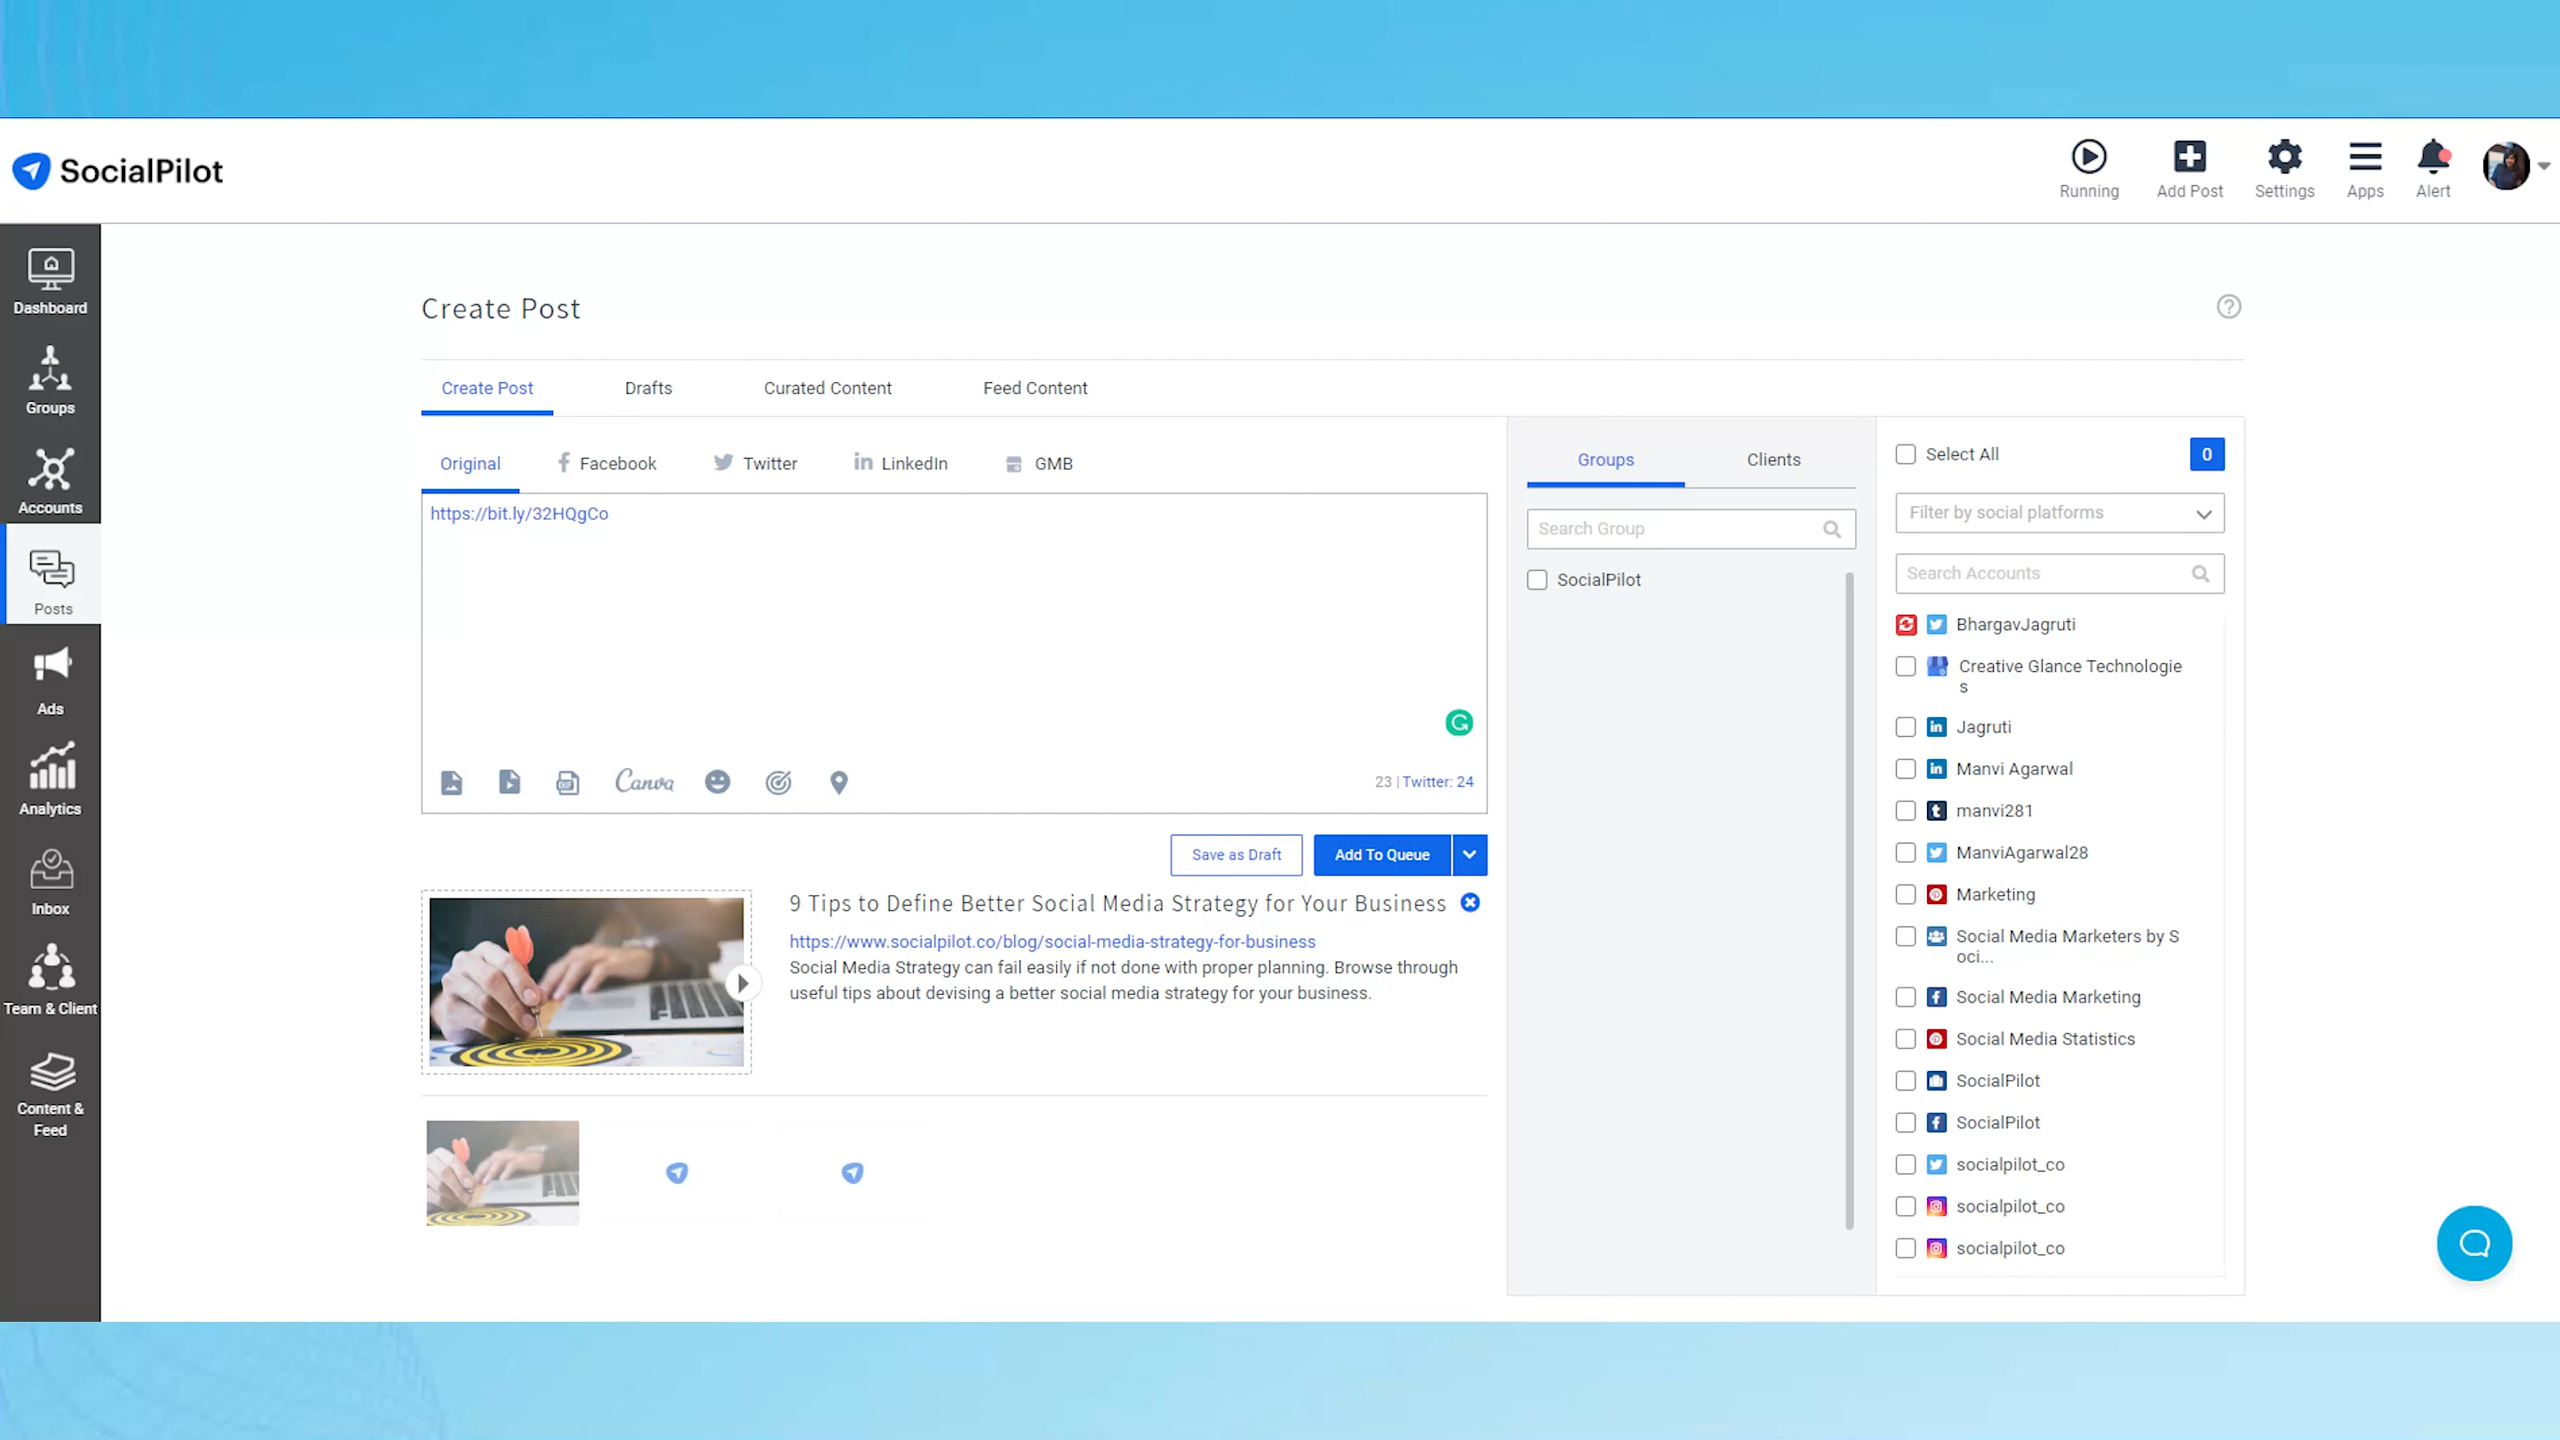 SocialPilot
Running
Add Post
Settings
Apps
Alert
Dashboard
Groups
Accounts
Posts
Ads
Analytics
Inbox
Team & Client
Content &
Feed
Create Post
Create Post
Drafts
Curated Content
Feed Content
Original
Facebook
Twitter
LinkedIn
GMB
https://bit.ly/32HQgCo
GIF
Canva
23 | Twitter: 24
Save as Draft
Add To Queue
9 Tips to Define Better Social Media Strategy for Your Business
https://www.socialpilot.co/blog/social-media-strategy-for-business
Social Media Strategy can fail easily if not done with proper planning. Browse through
useful tips about devising a better social media strategy for your business.
Groups
Clients
Search Group
SocialPilot
Select All
0
Filter by social platforms
Search Accounts
BhargavJagruti
Creative Glance Technologie
s
Jagruti
Manvi Agarwal
manvi281
ManviAgarwal28
Marketing
Social Media Marketers by S
oci...
Social Media Marketing
Social Media Statistics
SocialPilot
SocialPilot
socialpilot_co
socialpilot_co
socialpilot_co